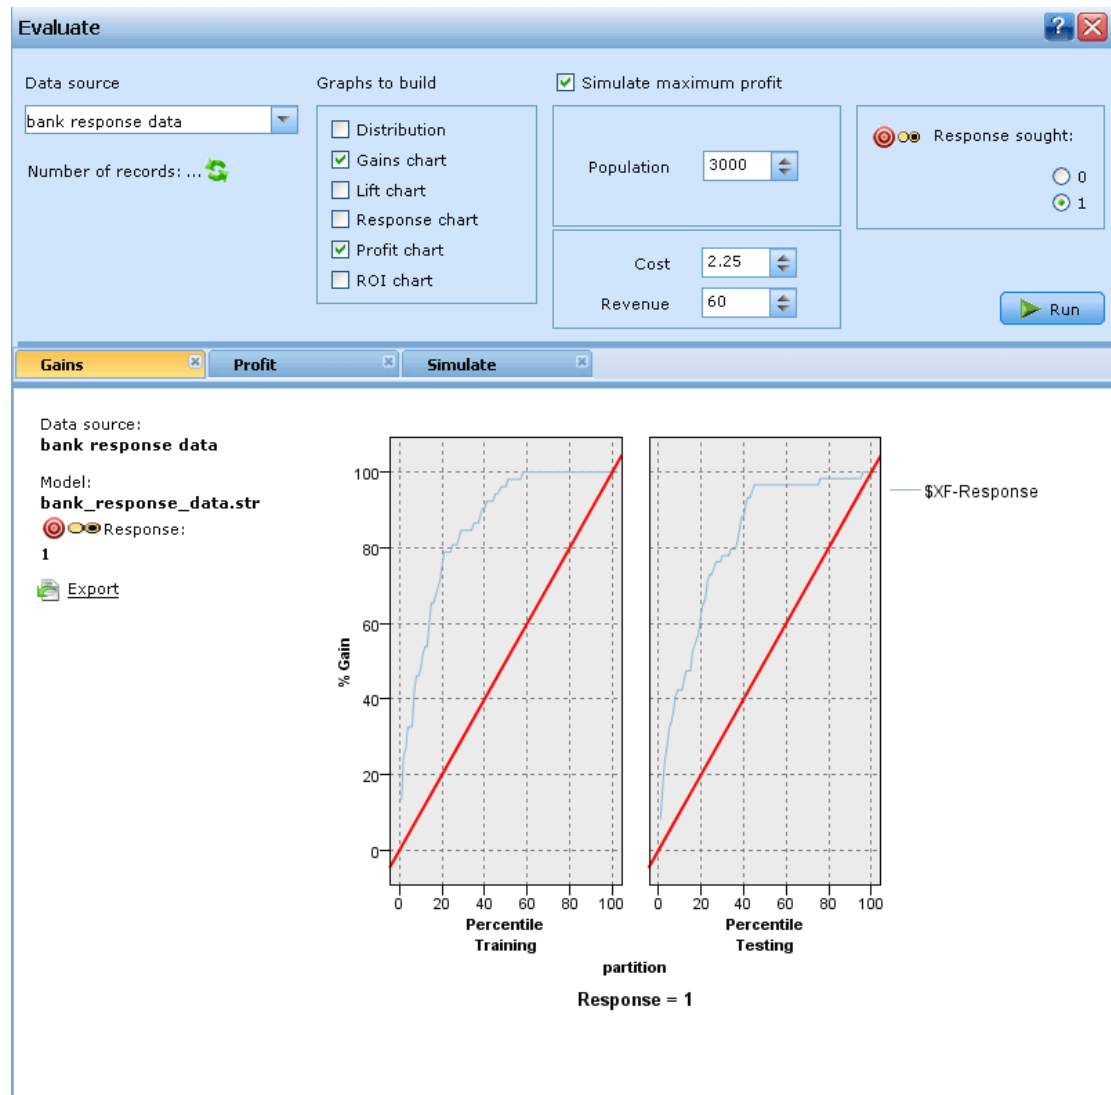 Evaluate
?
Data source
bank response data
Number of records: ...
Graphs to build
Distribution
Gains chart
Lift chart
Response chart
Profit chart
ROI chart
Simulate maximum profit
Population 3000
Cost 2.25
Revenue 60
Response sought:
0
1
Run
Gains Profit Simulate
Data source:
bank response data
Model:
bank_response_data.str
Response:
1
Export
% Gain
100
80
60
40
20
0
0 20 40 60 80 100
Percentile
Training
0 20 40 60 80 100
Percentile
Testing
partition
Response = 1
$XF-Response